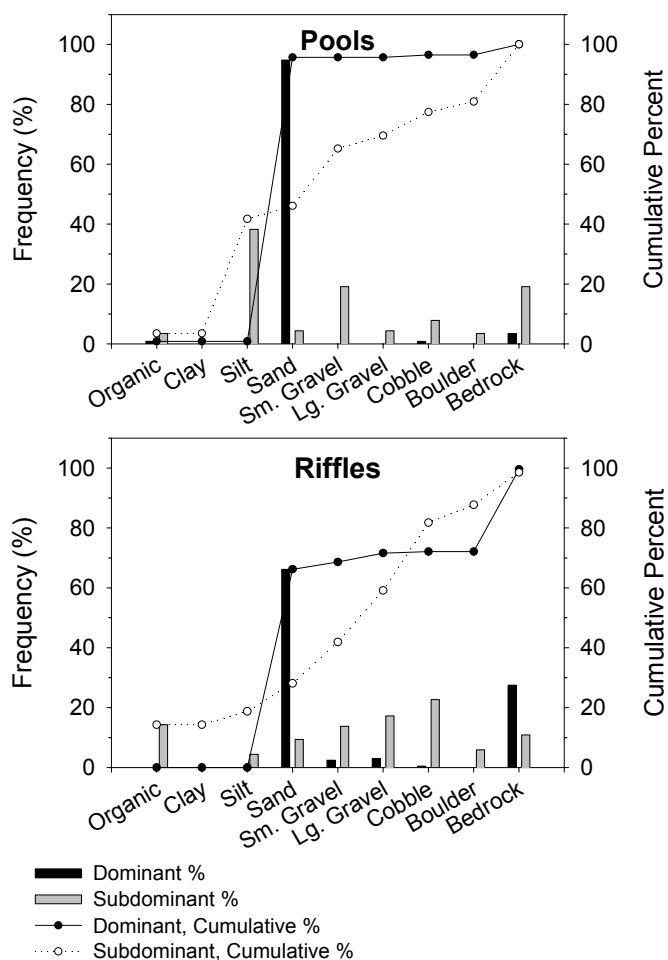 Pools
Frequency (%)
Cumulative Percent
100
80
60
40
20
0
100
80
60
40
20
0
Organic
Clay
Silt
Sand
Sm. Gravel
Lg. Gravel
Cobble
Boulder
Bedrock
Riffles
Frequency (%)
Cumulative Percent
100
80
60
40
20
0
100
80
60
40
20
0
Organic
Clay
Silt
Sand
Sm. Gravel
Lg. Gravel
Cobble
Boulder
Bedrock
Dominant %
Subdominant %
Dominant, Cumulative %
Subdominant, Cumulative %